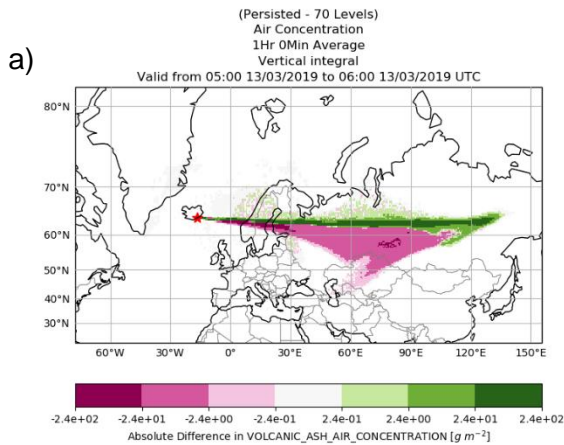 (Persisted - 70 Levels)
Air Concentration
1Hr 0Min Average
Vertical integral
Valid from 05:00 13/03/2019 to 06:00 13/03/2019 UTC
a)
80°N
70°N
60°N
50°N
40°N
30°N
60°W 30°W 0° 30°E 60°E 90°E 120°E 150°E
-2.4e+02 -2.4e+01 -2.4e+00 -2.4e-01 2.4e-01 2.4e+00 2.4e+01 2.4e+02
Absolute Difference in VOLCANIC_ASH_AIR_CONCENTRATION [g m⁻²]